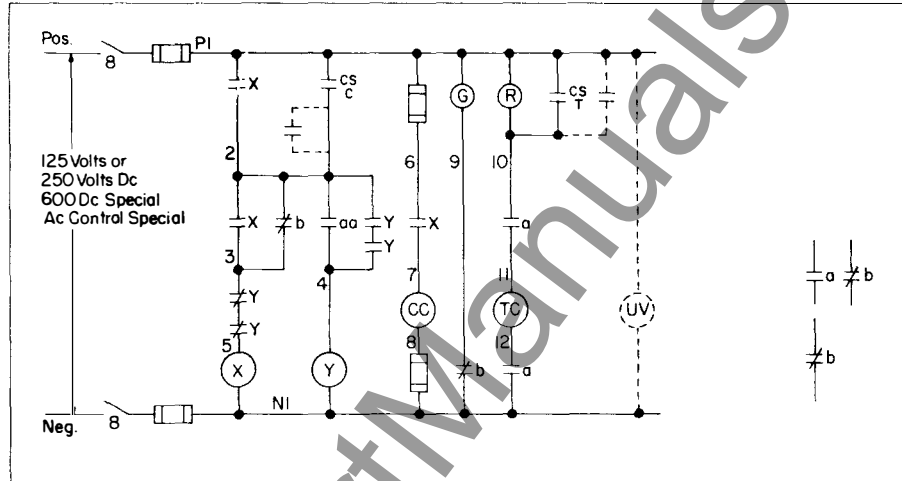 Pos.
8
P1
X
CS
C
G
R
CS
T
2
6
9
10
125 Volts or
250 Volts Dc
600 Dc Special
Ac Control Special
X
b
aa
Y
Y
X
a
a
b
3
4
7
11
Y
Y
CC
TC
UV
5
8
12
b
X
Y
b
a
Neg.
8
N1
rtManuals